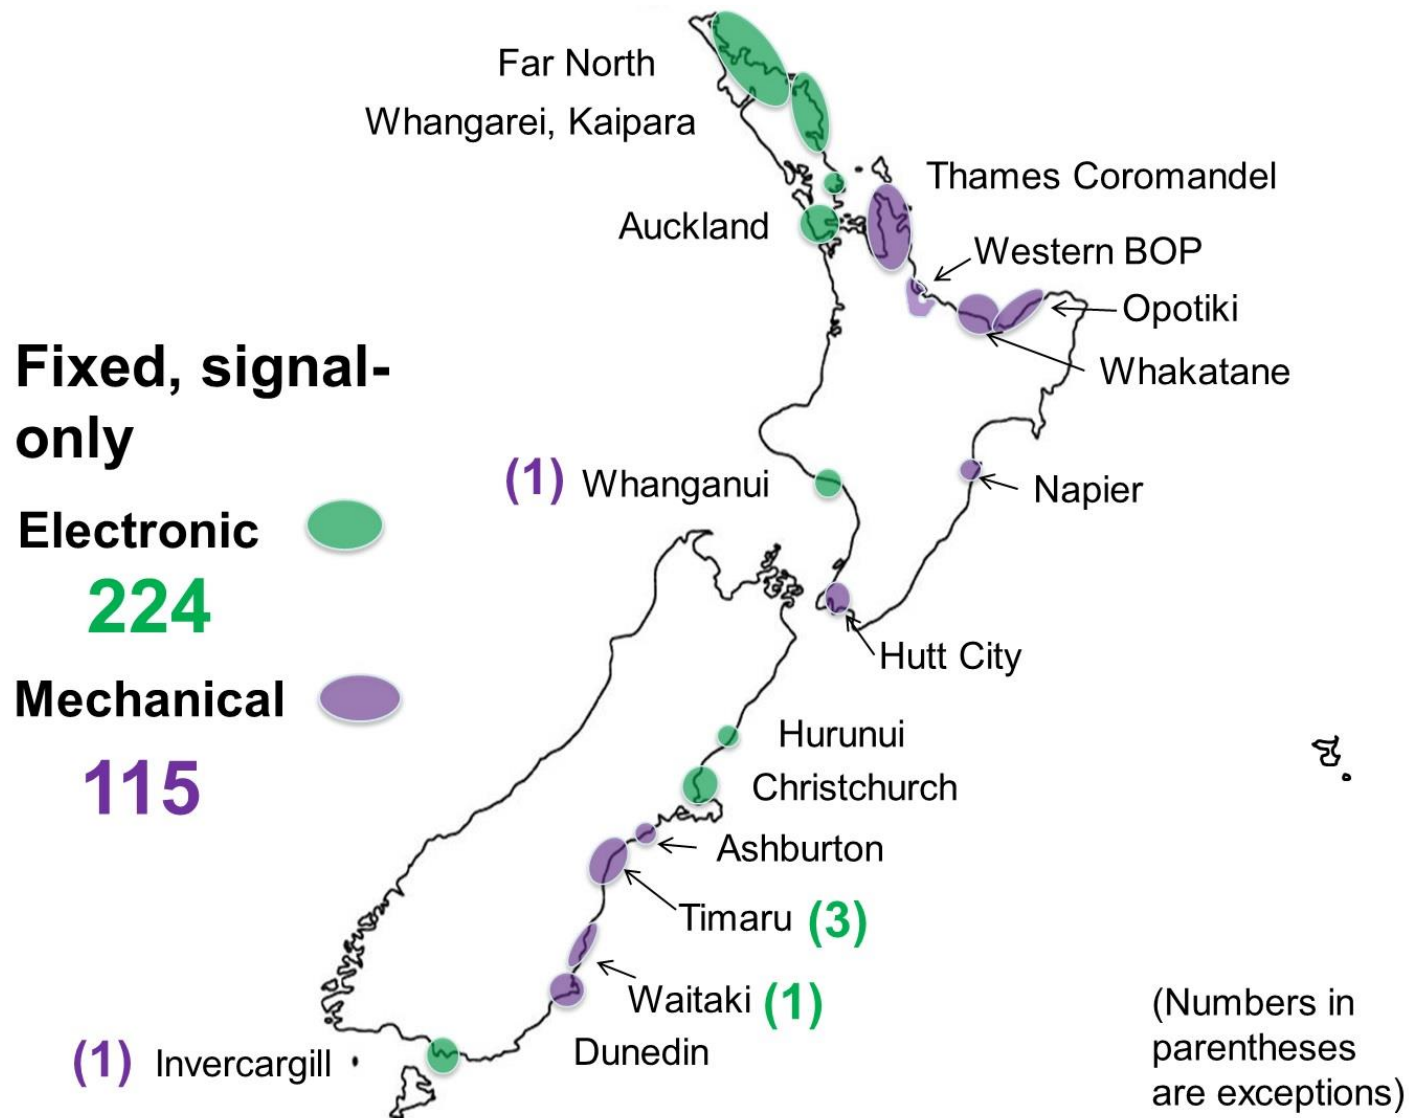 Far North
Whangarei, Kaipara
Thames Coromandel
Auckland
Western BOP
Opotiki
Whakatane
Fixed, signal-
only
(1) Whanganui
Napier
Electronic
224
Hutt City
Mechanical
115
Hurunui
Christchurch
Ashburton
Timaru (3)
Waitaki (1)
Dunedin
(1) Invercargill
(Numbers in
parentheses
are exceptions)